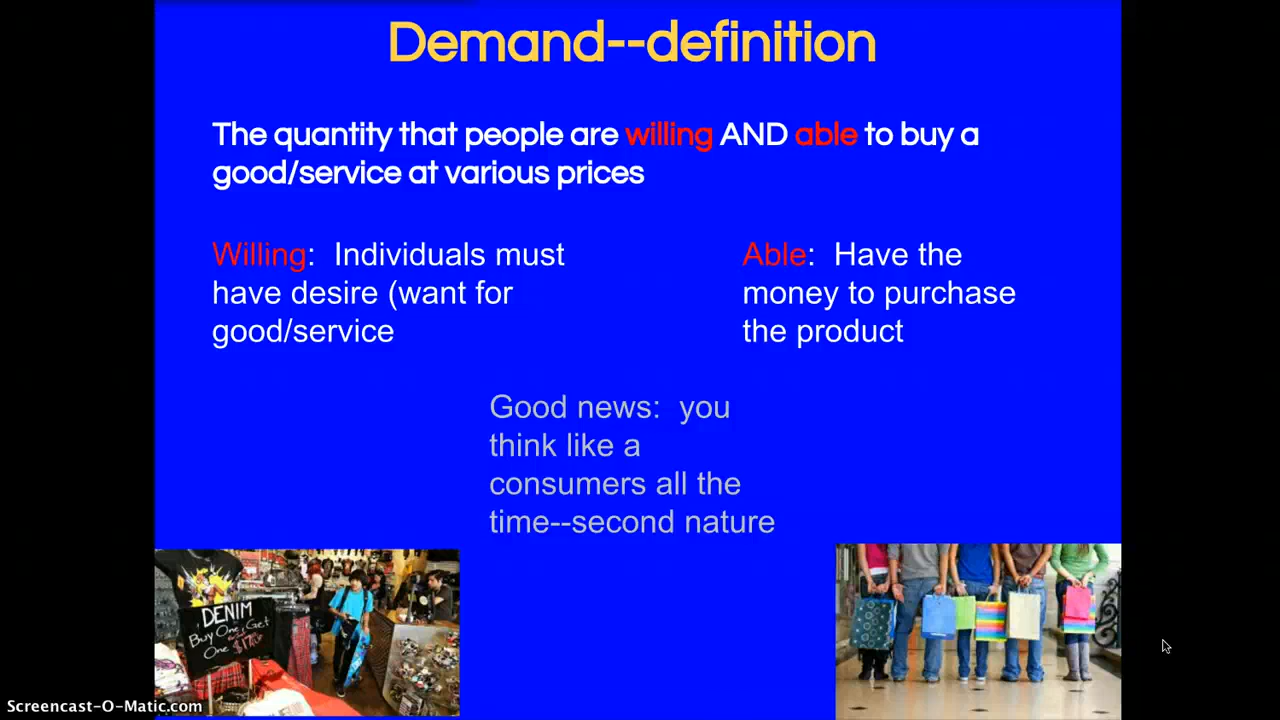 Demand--definition
The quantity that people are willing AND able to buy a
good/service at various prices
Willing: Individuals must
have desire (want for
good/service
Able: Have the
money to purchase
the product
Good news: you
think like a
consumers all the
time--second nature
DENIM
Buy One, Get
One
Screencast-O-Matic.com